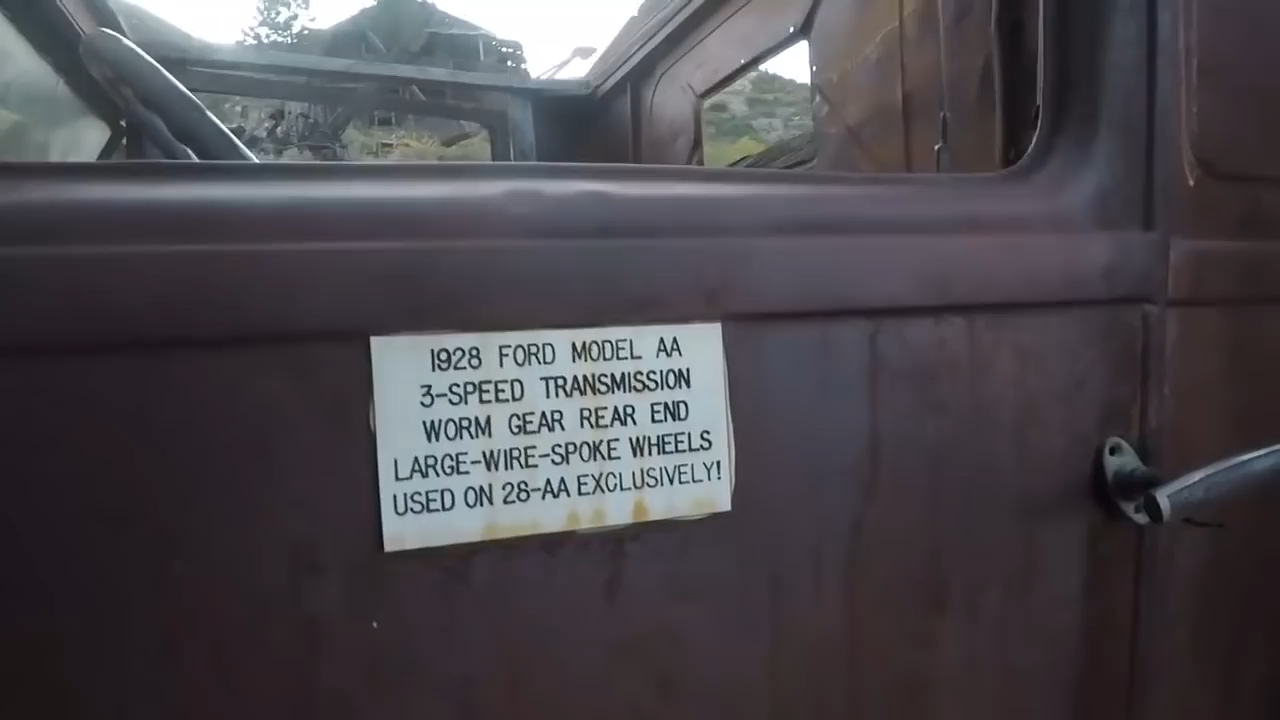 1928 FORD MODEL AA
3-SPEED TRANSMISSION
WORM GEAR REAR END
LARGE-WIRE-SPOKE WHEELS
USED ON 28-AA EXCLUSIVELY!